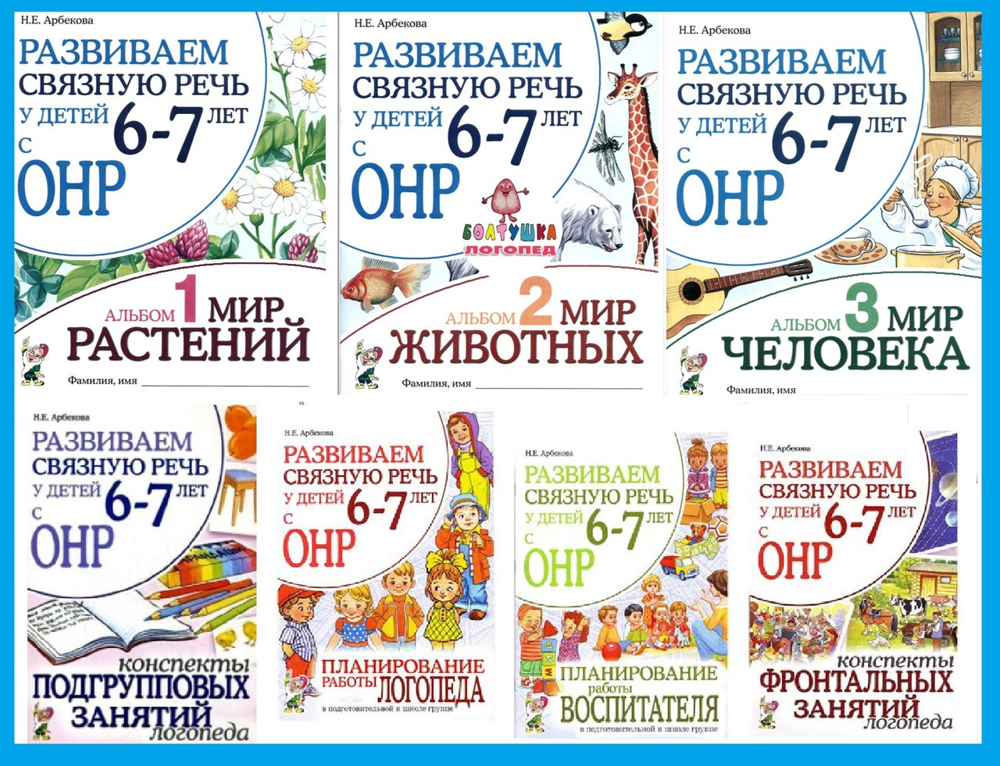 Н.Е. Арбекова
РАЗВИВАЕМ
СВЯЗНУЮ РЕЧЬ
У ДЕТЕЙ 6-7 ЛЕТ
С
ОНР
АЛЬБОМ 1 МИР
РАСТЕНИЙ
Фамилия, имя
Н.Е. Арбекова
РАЗВИВАЕМ
СВЯЗНУЮ РЕЧЬ
У ДЕТЕЙ 6-7 ЛЕТ
С
ОНР
БОЛТУШКА
ЛОГОПЕД
АЛЬБОМ 2 МИР
ЖИВОТНЫХ
Фамилия, имя
Н.Е. Арбекова
РАЗВИВАЕМ
СВЯЗНУЮ РЕЧЬ
У ДЕТЕЙ 6-7 ЛЕТ
С
ОНР
АЛЬБОМ 3 МИР
ЧЕЛОВЕКА
Фамилия, имя
Н.Е. Арбекова
РАЗВИВАЕМ
СВЯЗНУЮ РЕЧЬ
У ДЕТЕЙ 6-7 ЛЕТ
С
ОНР
конспекты
ПОДГРУППОВЫХ
ЗАНЯТИЙ
логопеда
Н.Е. Арбекова
РАЗВИВАЕМ
СВЯЗНУЮ РЕЧЬ
У ДЕТЕЙ 6-7 ЛЕТ
С
ОНР
ПЛАНИРОВАНИЕ
РАБОТЫ ЛОГОПЕДА
в подготовительной к школе группе
Н.Е. Арбекова
РАЗВИВАЕМ
СВЯЗНУЮ РЕЧЬ
У ДЕТЕЙ 6-7 ЛЕТ
С
ОНР
ПЛАНИРОВАНИЕ
работы
ВОСПИТАТЕЛЯ
в подготовительной к школе группе
Н.Е. Арбекова
РАЗВИВАЕМ
СВЯЗНУЮ РЕЧЬ
У ДЕТЕЙ 6-7 ЛЕТ
С
ОНР
конспекты
ФРОНТАЛЬНЫХ
ЗАНЯТИЙ
логопеда